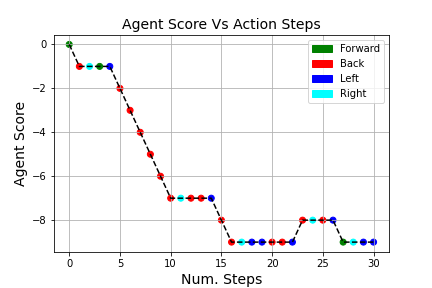 Agent Score Vs Action Steps
Agent Score
0
−2
−4
−6
−8
Forward
Back
Left
Right
0 5 10 15 20 25 30
Num. Steps